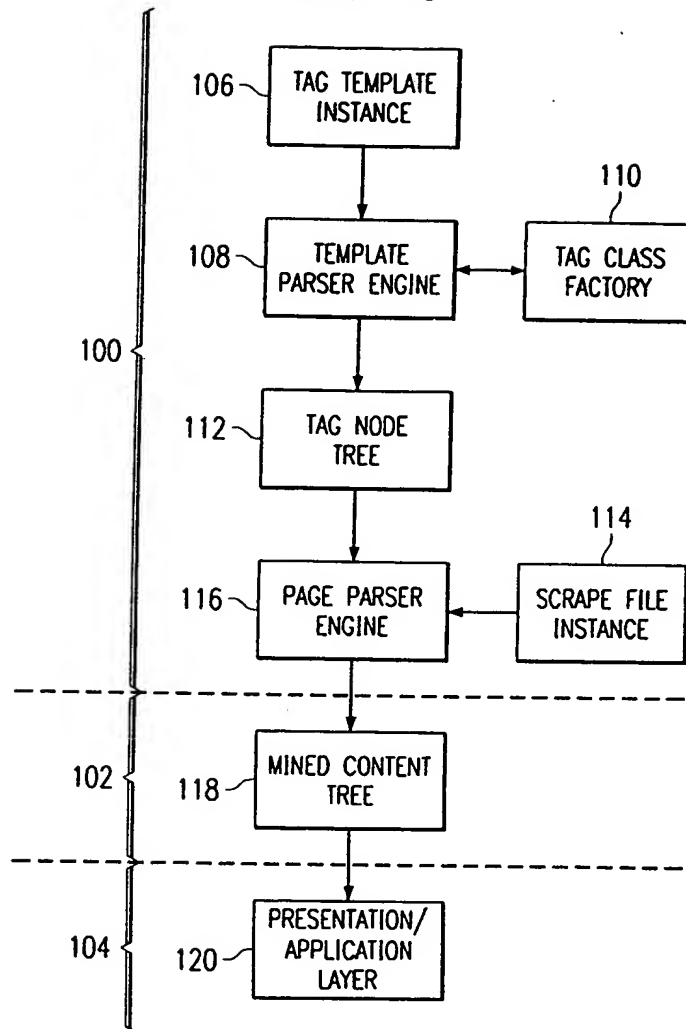 106
TAG TEMPLATE
INSTANCE
110
108
TEMPLATE
PARSER ENGINE
TAG CLASS
FACTORY
100
112
TAG NODE
TREE
114
116
PAGE PARSER
ENGINE
SCRAPE FILE
INSTANCE
102
118
MINED CONTENT
TREE
104
120
PRESENTATION/
APPLICATION
LAYER